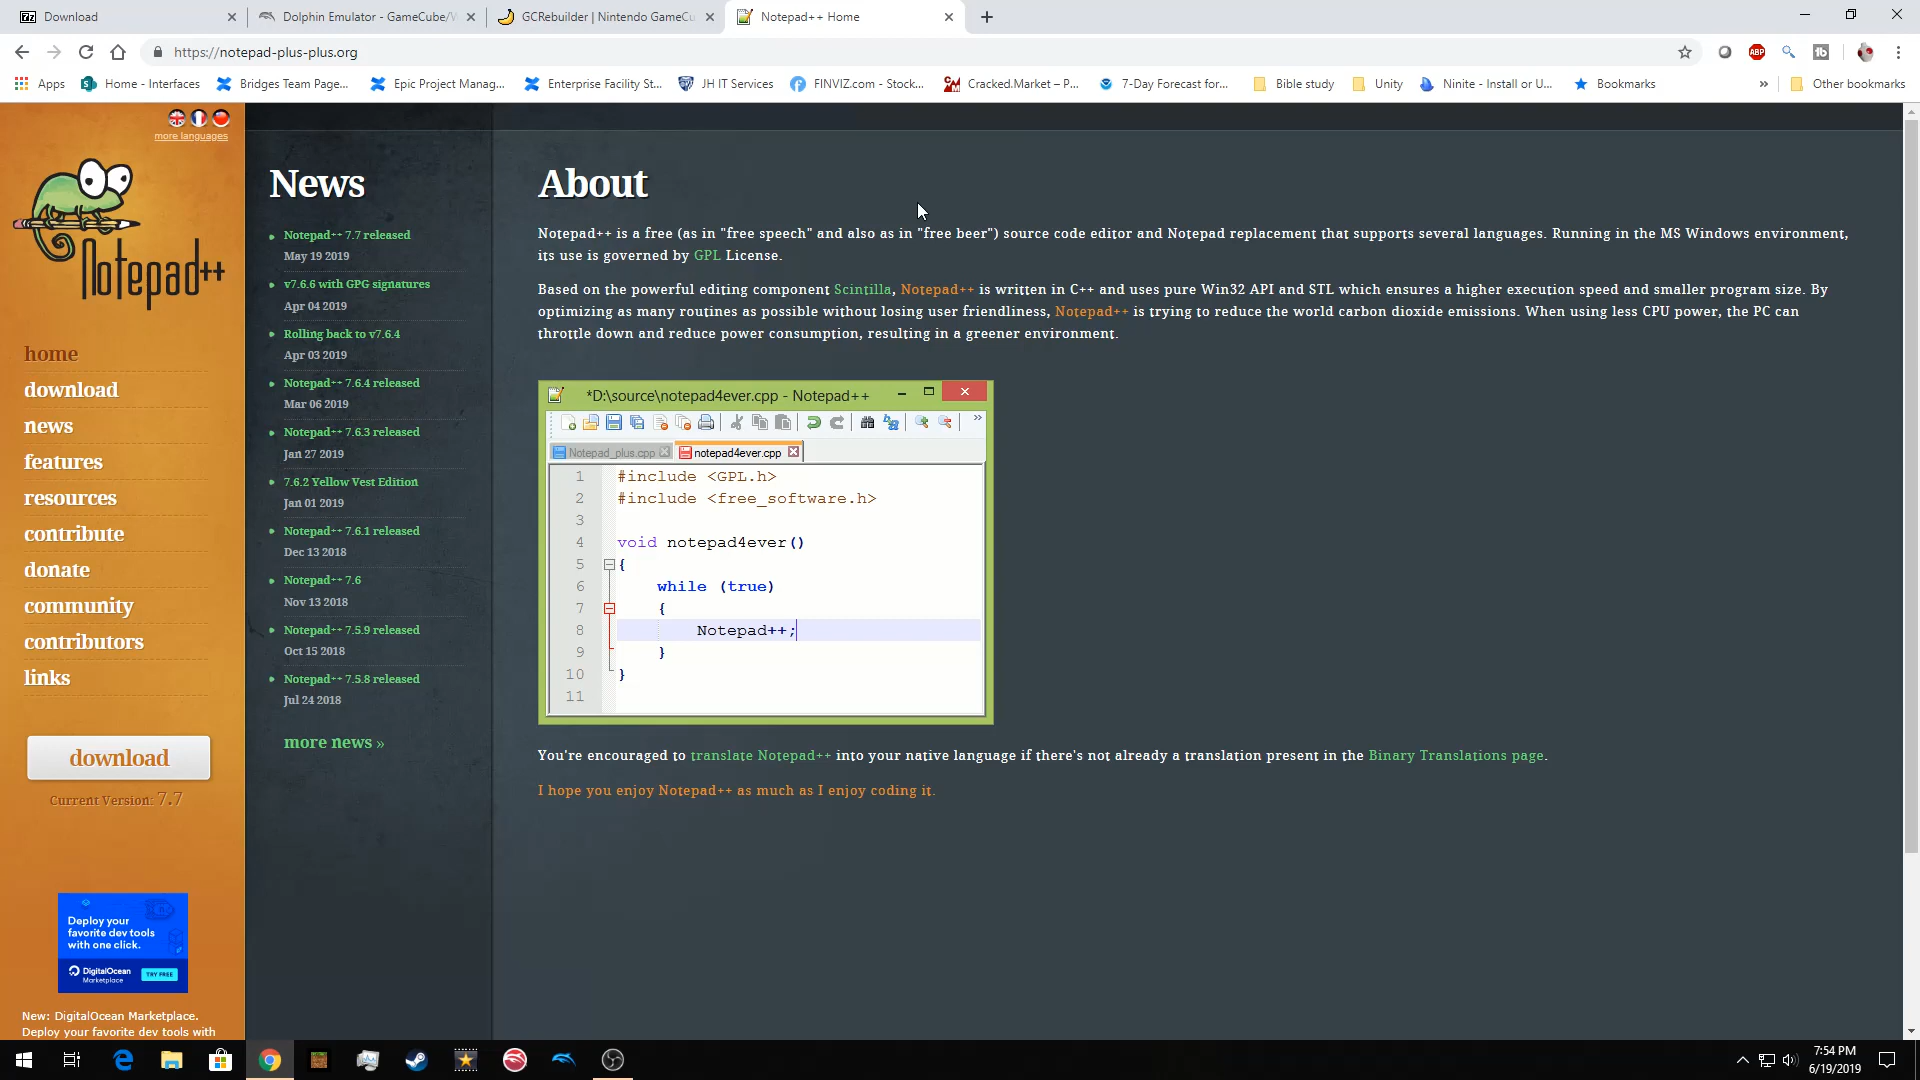 7z Download
Dolphin Emulator - GameCube/W
GCRebuilder | Nintendo GameCu
Notepad++ Home
https://notepad-plus-plus.org
ABP
Apps
Home - Interfaces
Bridges Team Page...
Epic Project Manag...
Enterprise Facility St...
JH IT Services
FINVIZ.com - Stock...
Cracked.Market – P...
7-Day Forecast for...
Bible study
Unity
Ninite - Install or U...
Bookmarks
»
Other bookmarks
more languages
Notepad++
home
download
news
features
resources
contribute
donate
community
contributors
links
download
Current Version: 7.7
Deploy your
favorite dev tools
with one click.
DigitalOcean
Marketplace
TRY FREE
New: DigitalOcean Marketplace.
Deploy your favorite dev tools with
News
Notepad++ 7.7 released
May 19 2019
v7.6.6 with GPG signatures
Apr 04 2019
Rolling back to v7.6.4
Apr 03 2019
Notepad++ 7.6.4 released
Mar 06 2019
Notepad++ 7.6.3 released
Jan 27 2019
7.6.2 Yellow Vest Edition
Jan 01 2019
Notepad++ 7.6.1 released
Dec 13 2018
Notepad++ 7.6
Nov 13 2018
Notepad++ 7.5.9 released
Oct 15 2018
Notepad++ 7.5.8 released
Jul 24 2018
more news »
About
Notepad++ is a free (as in "free speech" and also as in "free beer") source code editor and Notepad replacement that supports several languages. Running in the MS Windows environment,
its use is governed by GPL License.
Based on the powerful editing component Scintilla, Notepad++ is written in C++ and uses pure Win32 API and STL which ensures a higher execution speed and smaller program size. By
optimizing as many routines as possible without losing user friendliness, Notepad++ is trying to reduce the world carbon dioxide emissions. When using less CPU power, the PC can
throttle down and reduce power consumption, resulting in a greener environment.
*D:\source\notepad4ever.cpp - Notepad++
»
Notepad_plus.cpp
notepad4ever.cpp
1 #include <GPL.h>
2 #include <free_software.h>
3
4 void notepad4ever()
5 {
6 while (true)
7 {
8 Notepad++;
9 }
10 }
11
You're encouraged to translate Notepad++ into your native language if there's not already a translation present in the Binary Translations page.
I hope you enjoy Notepad++ as much as I enjoy coding it.
7:54 PM
6/19/2019